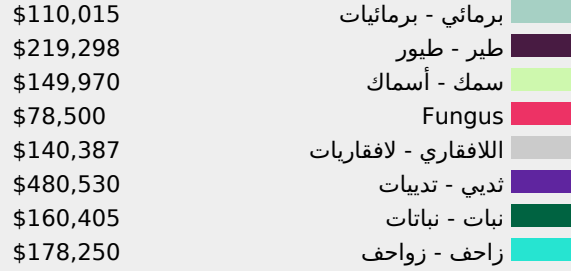 برمائي - برمائيات $110,015
طير - طيور $219,298
سمك - أسماك $149,970
Fungus $78,500
اللافقاري - لافقاريات $140,387
ثديي - تدييات $480,530
نبات - نباتات $160,405
زاحف - زواحف $178,250